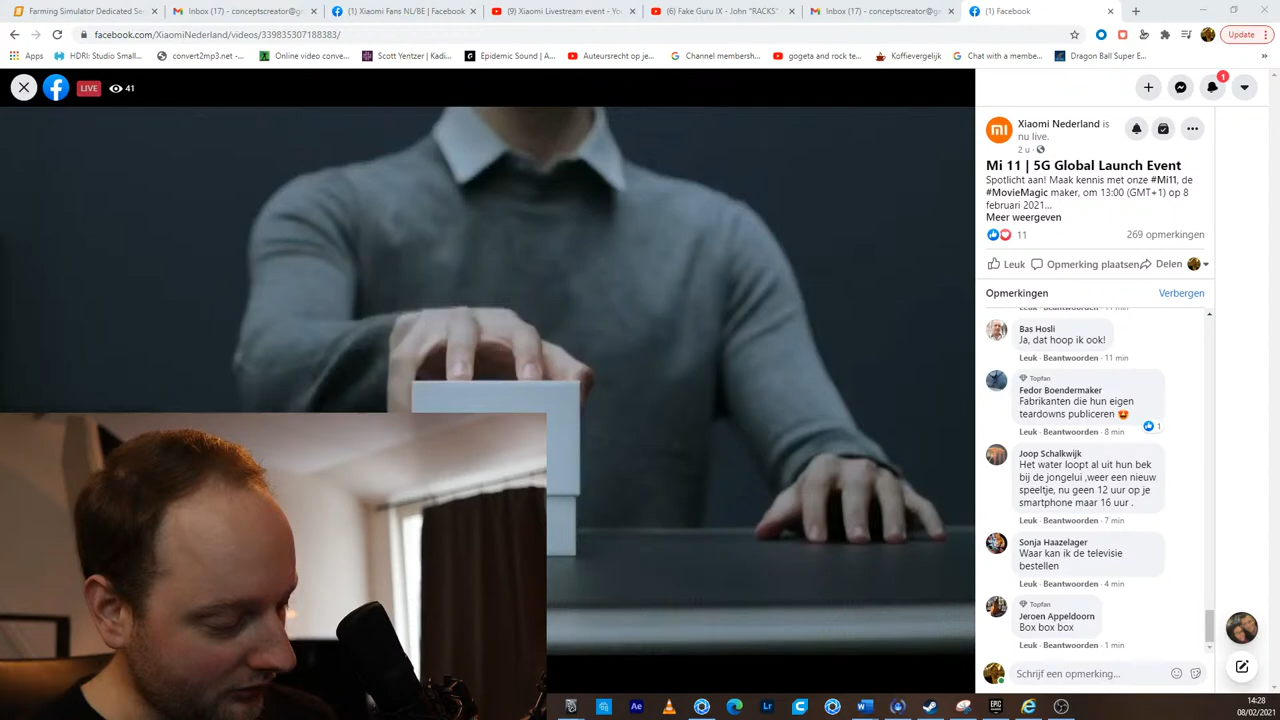 Farming Simulator Dedicated Ser
Inbox (17) - conceptscreator@gm
(1) Xiaomi Fans NL/BE | Facebook
(9) Xiaomi Livestream event - You
(6) Fake Guru IX - John "RACKS"
Inbox (17) - conceptscreator@gm
(1) Facebook
facebook.com/XiaomiNederland/videos/339835307188383/
Update
Apps
HDRI: Studio Small...
convert2mp3.net -...
Online video conve...
Scott Yentzer | Kadi...
Epidemic Sound | A...
Auteursrecht op je...
Channel membersh...
gogeta and rock te...
Koffievergelijk
Chat with a membe...
Dragon Ball Super E...
LIVE
41
1
Xiaomi Nederland is
nu live.
2 u
Mi 11 | 5G Global Launch Event
Spotlicht aan! Maak kennis met onze #Mi11, de
#MovieMagic maker, om 13:00 (GMT+1) op 8
februari 2021...
Meer weergeven
11
269 opmerkingen
Leuk
Opmerking plaatsen
Delen
Opmerkingen
Verbergen
Bas Hosli
Ja, dat hoop ik ook!
Leuk · Beantwoorden · 11 min
Topfan
Fedor Boendermaker
Fabrikanten die hun eigen
teardowns publiceren 😍
Leuk · Beantwoorden · 8 min
1
Joop Schalkwijk
Het water loopt al uit hun bek
bij de jongelui ,weer een nieuw
speeltje, nu geen 12 uur op je
smartphone maar 16 uur .
Leuk · Beantwoorden · 7 min
Sonja Haazelager
Waar kan ik de televisie
bestellen
Leuk · Beantwoorden · 4 min
Topfan
Jeroen Appeldoorn
Box box box
Leuk · Beantwoorden · 1 min
Schrijf een opmerking...
14:28
08/02/2021